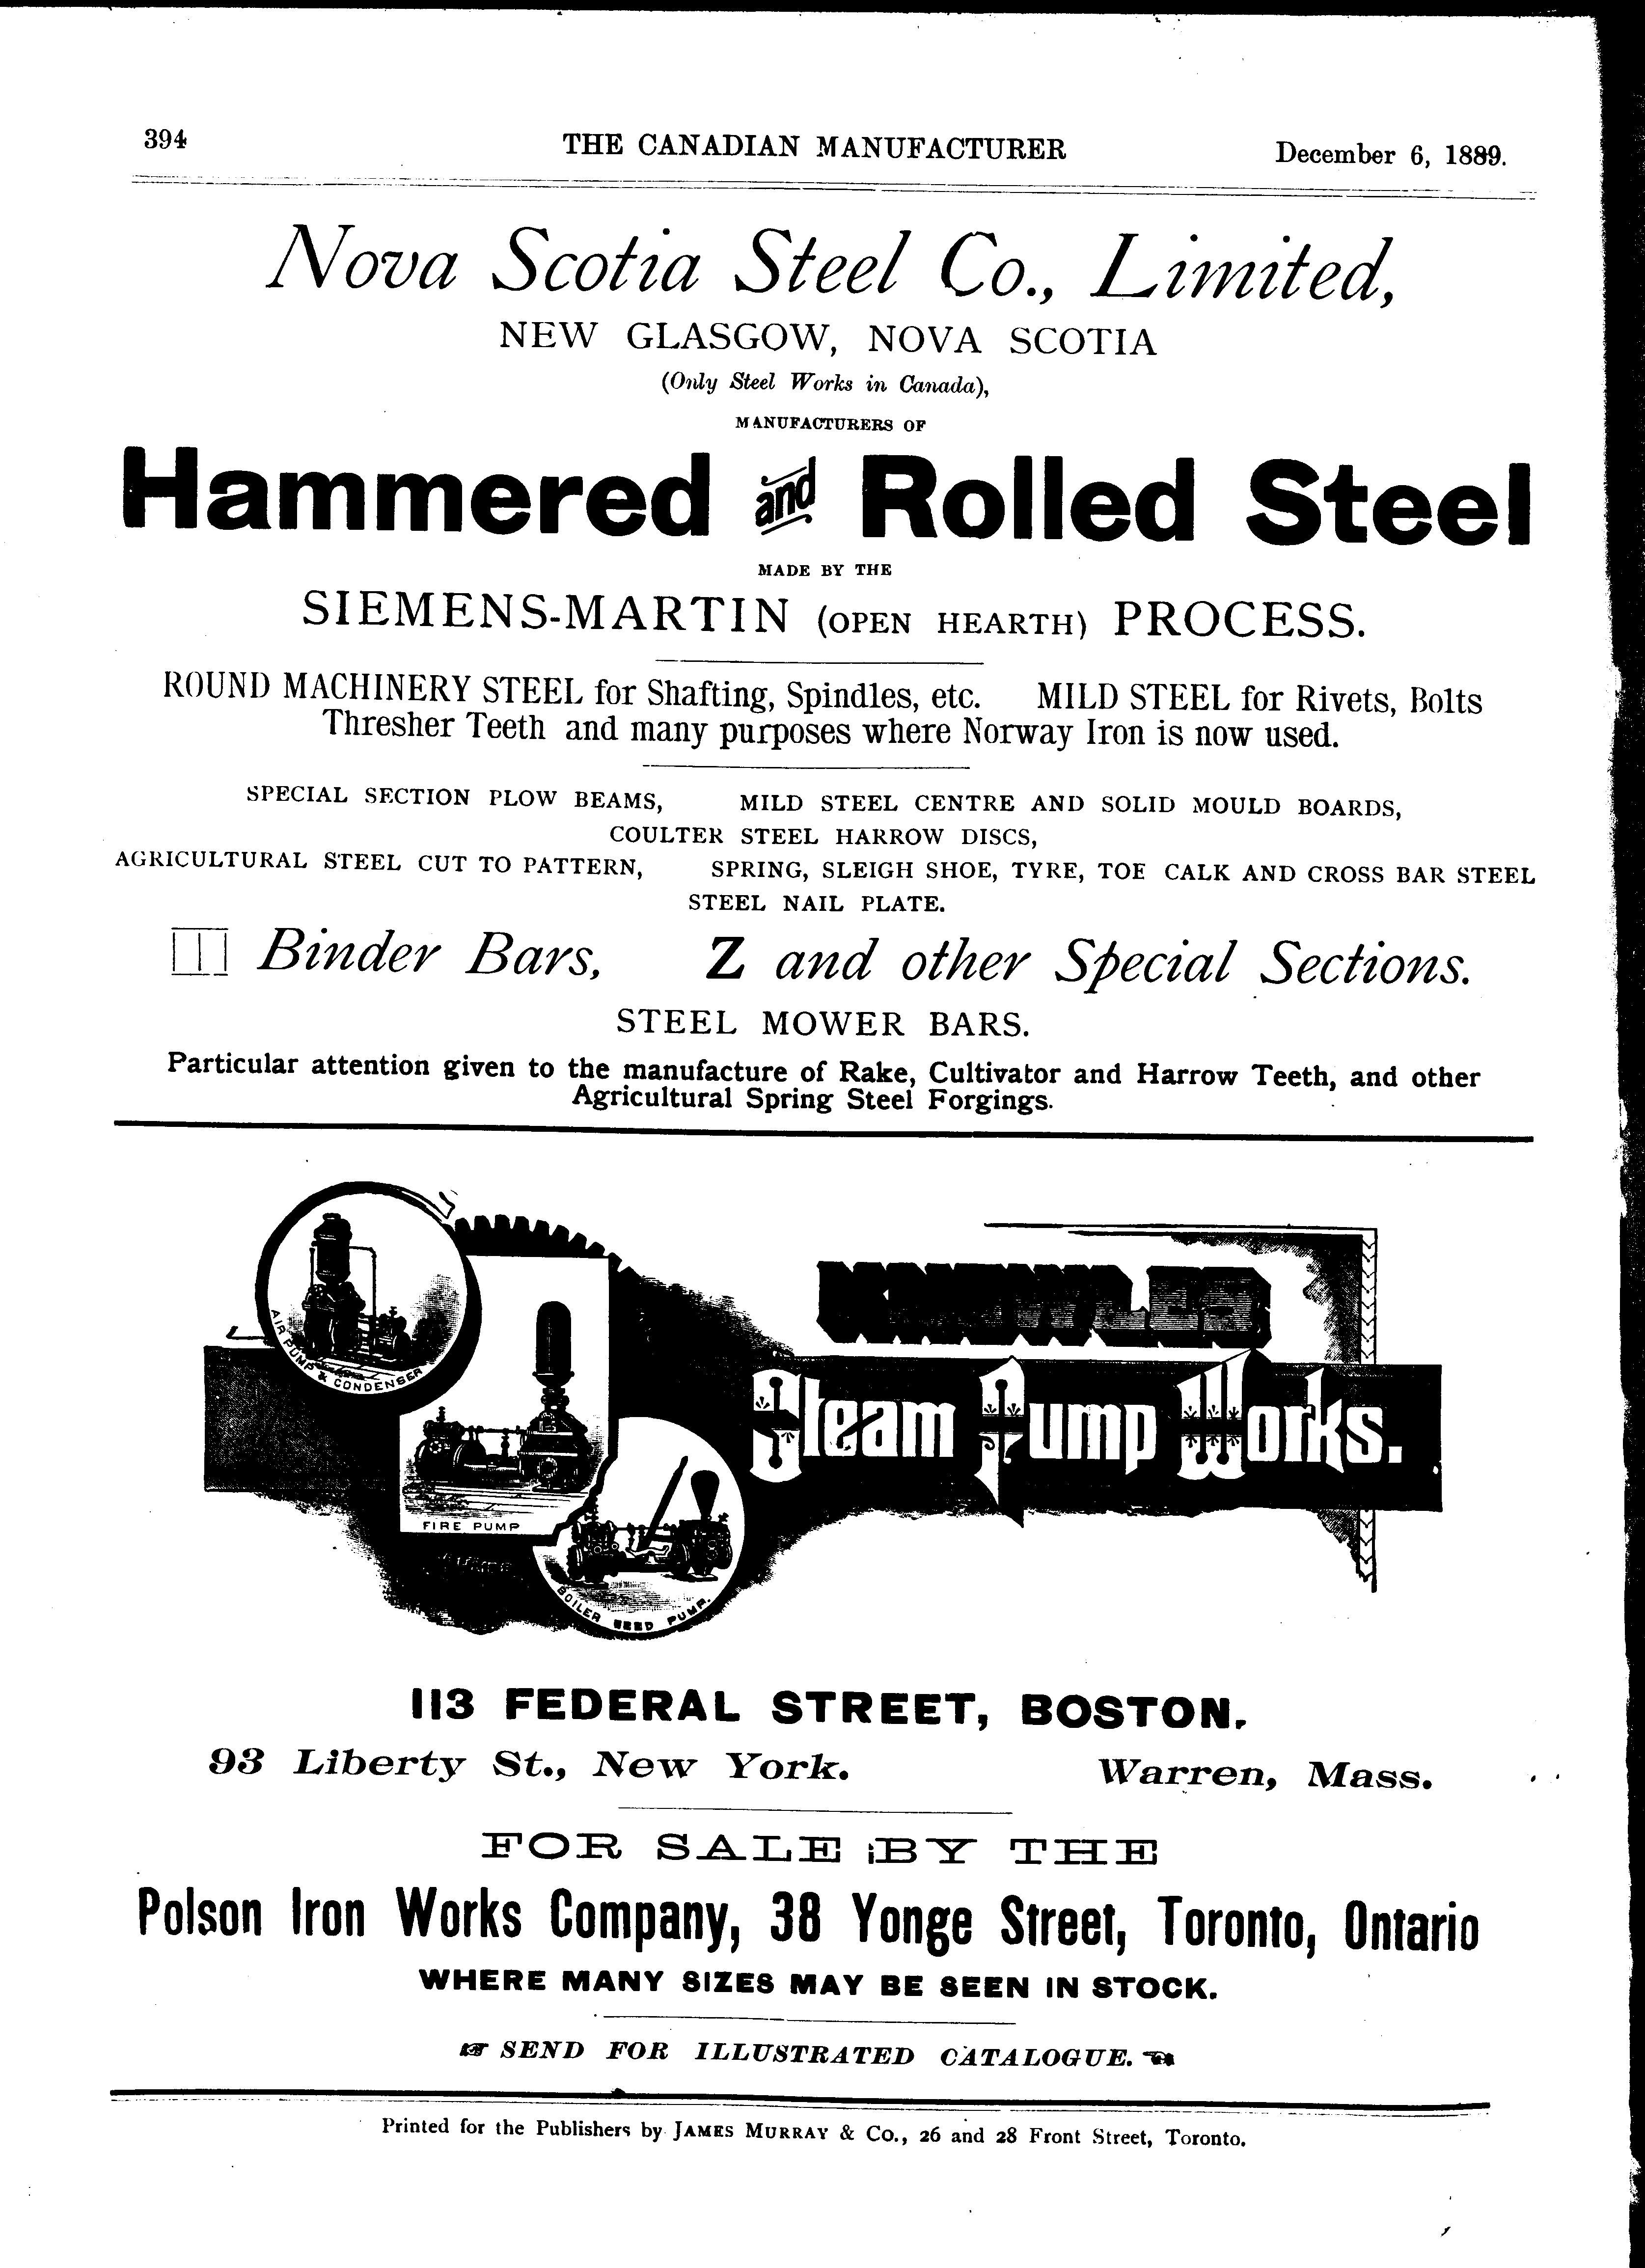 394 THE CANADIAN MANUFACTURER December 6, 1889.
Nova Scotia Steel Co., Limited,
NEW GLASGOW, NOVA SCOTIA
(Only Steel Works in Canada),
MANUFACTURERS OF
Hammered and Rolled Steel
MADE BY THE
SIEMENS-MARTIN (OPEN HEARTH) PROCESS.
ROUND MACHINERY STEEL for Shafting, Spindles, etc. MILD STEEL for Rivets, Bolts
Thresher Teeth and many purposes where Norway Iron is now used.
SPECIAL SECTION PLOW BEAMS, MILD STEEL CENTRE AND SOLID MOULD BOARDS,
COULTER STEEL HARROW DISCS,
AGRICULTURAL STEEL CUT TO PATTERN, SPRING, SLEIGH SHOE, TYRE, TOE CALK AND CROSS BAR STEEL
STEEL NAIL PLATE.
Binder Bars, Z and other Special Sections.
STEEL MOWER BARS.
Particular attention given to the manufacture of Rake, Cultivator and Harrow Teeth, and other
Agricultural Spring Steel Forgings.
AIR PUMP & CONDENSER
Steam Pump Works.
FIRE PUMP
BOILER FEED PUMP.
113 FEDERAL STREET, BOSTON.
93 Liberty St., New York. Warren, Mass.
FOR SALE BY THE
Polson Iron Works Company, 38 Yonge Street, Toronto, Ontario
WHERE MANY SIZES MAY BE SEEN IN STOCK.
☞ SEND FOR ILLUSTRATED CATALOGUE. ☜
Printed for the Publishers by JAMES MURRAY & CO., 26 and 28 Front Street, Toronto.